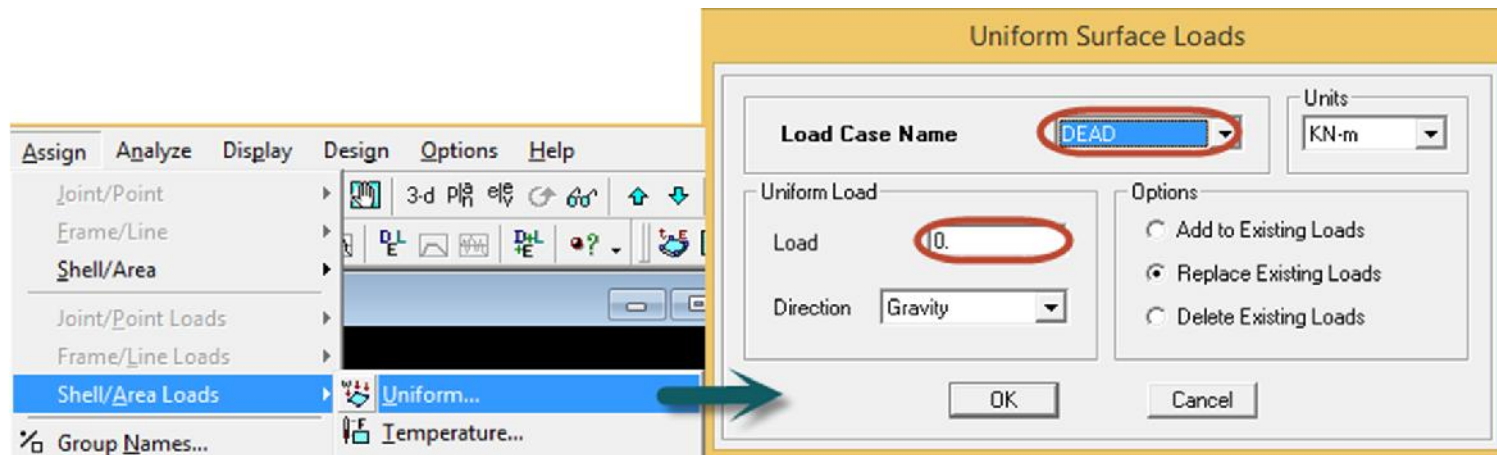 Uniform Surface Loads
Units
Load Case Name DEAD KN-m
Assign Analyze Display Design Options Help
Joint/Point 3-d
Frame/Line
Shell/Area
Joint/Point Loads
Frame/Line Loads
Shell/Area Loads Uniform...
Group Names... Temperature...
Uniform Load
Load 0.
Direction Gravity
Options
Add to Existing Loads
Replace Existing Loads
Delete Existing Loads
OK Cancel